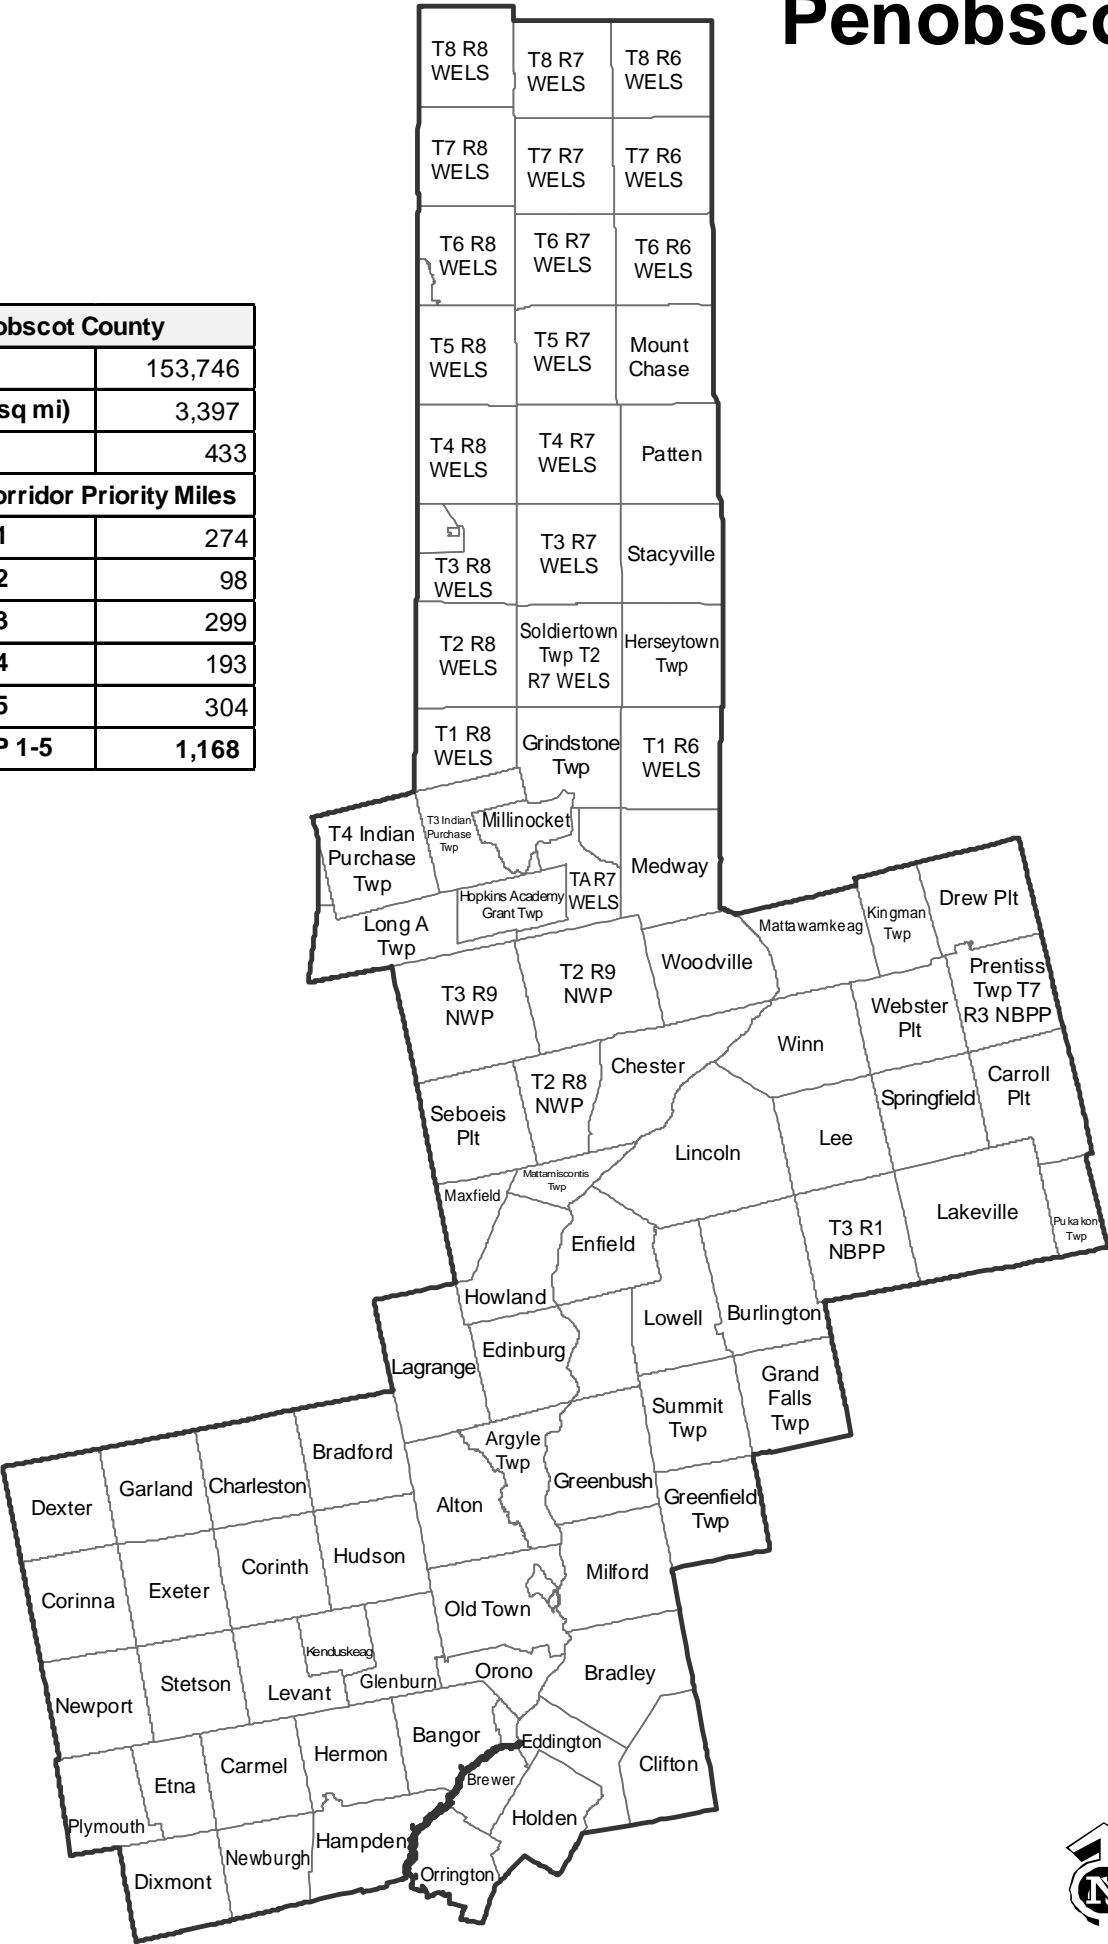 Penobsco
obscot County
153,746
sq mi) 3,397
433
orridor Priority Miles
1 274
2 98
3 299
4 193
5 304
P 1-5 1,168
T8 R8
WELS
T8 R7
WELS
T8 R6
WELS
T7 R8
WELS
T7 R7
WELS
T7 R6
WELS
T6 R8
WELS
T6 R7
WELS
T6 R6
WELS
T5 R8
WELS
T5 R7
WELS
Mount
Chase
T4 R8
WELS
T4 R7
WELS
Patten
T3 R8
WELS
T3 R7
WELS
Stacyville
T2 R8
WELS
Soldiertown
Twp T2
R7 WELS
Herseytown
Twp
T1 R8
WELS
Grindstone
Twp
T1 R6
WELS
T4 Indian
Purchase
Twp
T3 Indian
Purchase
Twp
Millinocket
Hopkins Academy
Grant Twp
TA R7
WELS
Medway
Long A
Twp
Mattawamkeag
Kingman
Twp
Drew Plt
T3 R9
NWP
T2 R9
NWP
Woodville
Prentiss
Twp T7
R3 NBPP
Webster
Plt
Winn
Chester
T2 R8
NWP
Seboeis
Plt
Carroll
Plt
Springfield
Lee
Lincoln
Mattamiscontis
Twp
Maxfield
Enfield
T3 R1
NBPP
Lakeville
Pukakon
Twp
Howland
Lowell
Burlington
Edinburg
Lagrange
Grand
Falls
Twp
Summit
Twp
Argyle
Twp
Greenbush
Greenfield
Twp
Bradford
Charleston
Garland
Dexter
Alton
Hudson
Corinth
Exeter
Corinna
Milford
Old Town
Kenduskeag
Orono
Bradley
Glenburn
Levant
Stetson
Newport
Bangor
Eddington
Hermon
Carmel
Etna
Clifton
Brewer
Holden
Plymouth
Hampden
Newburgh
Dixmont
Orrington
N